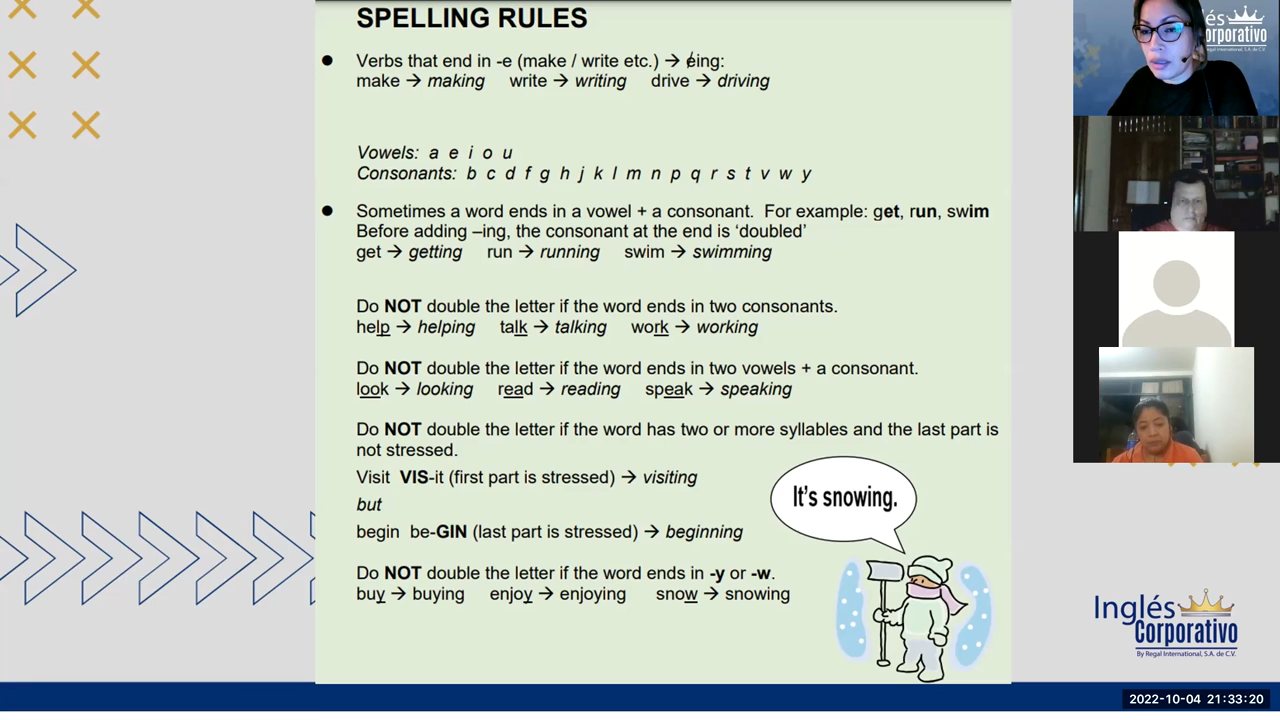 SPELLING RULES
● Verbs that end in -e (make / write etc.) → e̸ing:
make → making write → writing drive → driving
Vowels: a e i o u
Consonants: b c d f g h j k l m n p q r s t v w y
● Sometimes a word ends in a vowel + a consonant. For example: get, run, swim
Before adding –ing, the consonant at the end is ‘doubled’
get → getting run → running swim → swimming
Do NOT double the letter if the word ends in two consonants.
help → helping talk → talking work → working
Do NOT double the letter if the word ends in two vowels + a consonant.
look → looking read → reading speak → speaking
Do NOT double the letter if the word has two or more syllables and the last part is
not stressed.
Visit VIS-it (first part is stressed) → visiting
but
begin be-GIN (last part is stressed) → beginning
Do NOT double the letter if the word ends in -y or -w.
buy → buying enjoy → enjoying snow → snowing
It's snowing.
és
orporativo
By Regal International, S.A. de C.V.
Inglés
Corporativo
By Regal International, S.A. de C.V.
2022-10-04 21:33:20